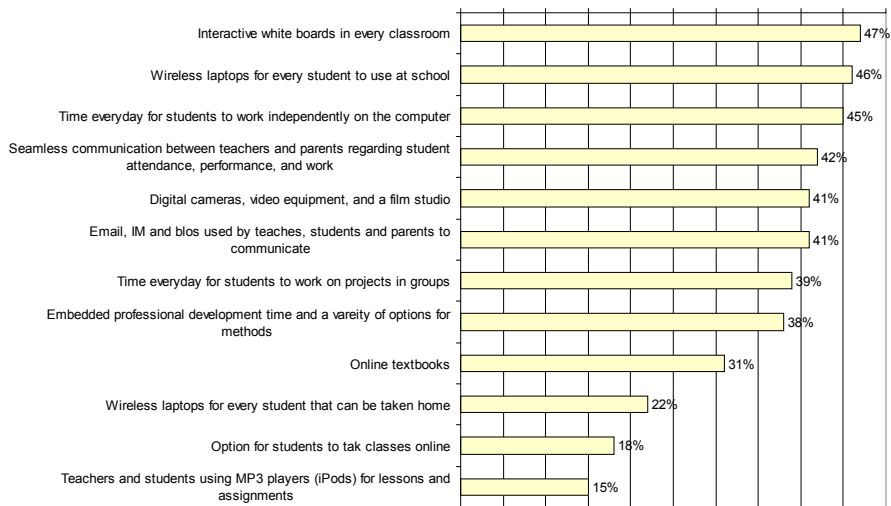 Interactive white boards in every classroom 47%
Wireless laptops for every student to use at school 46%
Time everyday for students to work independently on the computer 45%
Seamless communication between teachers and parents regarding student
attendance, performance, and work 42%
Digital cameras, video equipment, and a film studio 41%
Email, IM and blos used by teaches, students and parents to
communicate 41%
Time everyday for students to work on projects in groups 39%
Embedded professional development time and a vareity of options for
methods 38%
Online textbooks 31%
Wireless laptops for every student that can be taken home 22%
Option for students to tak classes online 18%
Teachers and students using MP3 players (iPods) for lessons and
assignments 15%